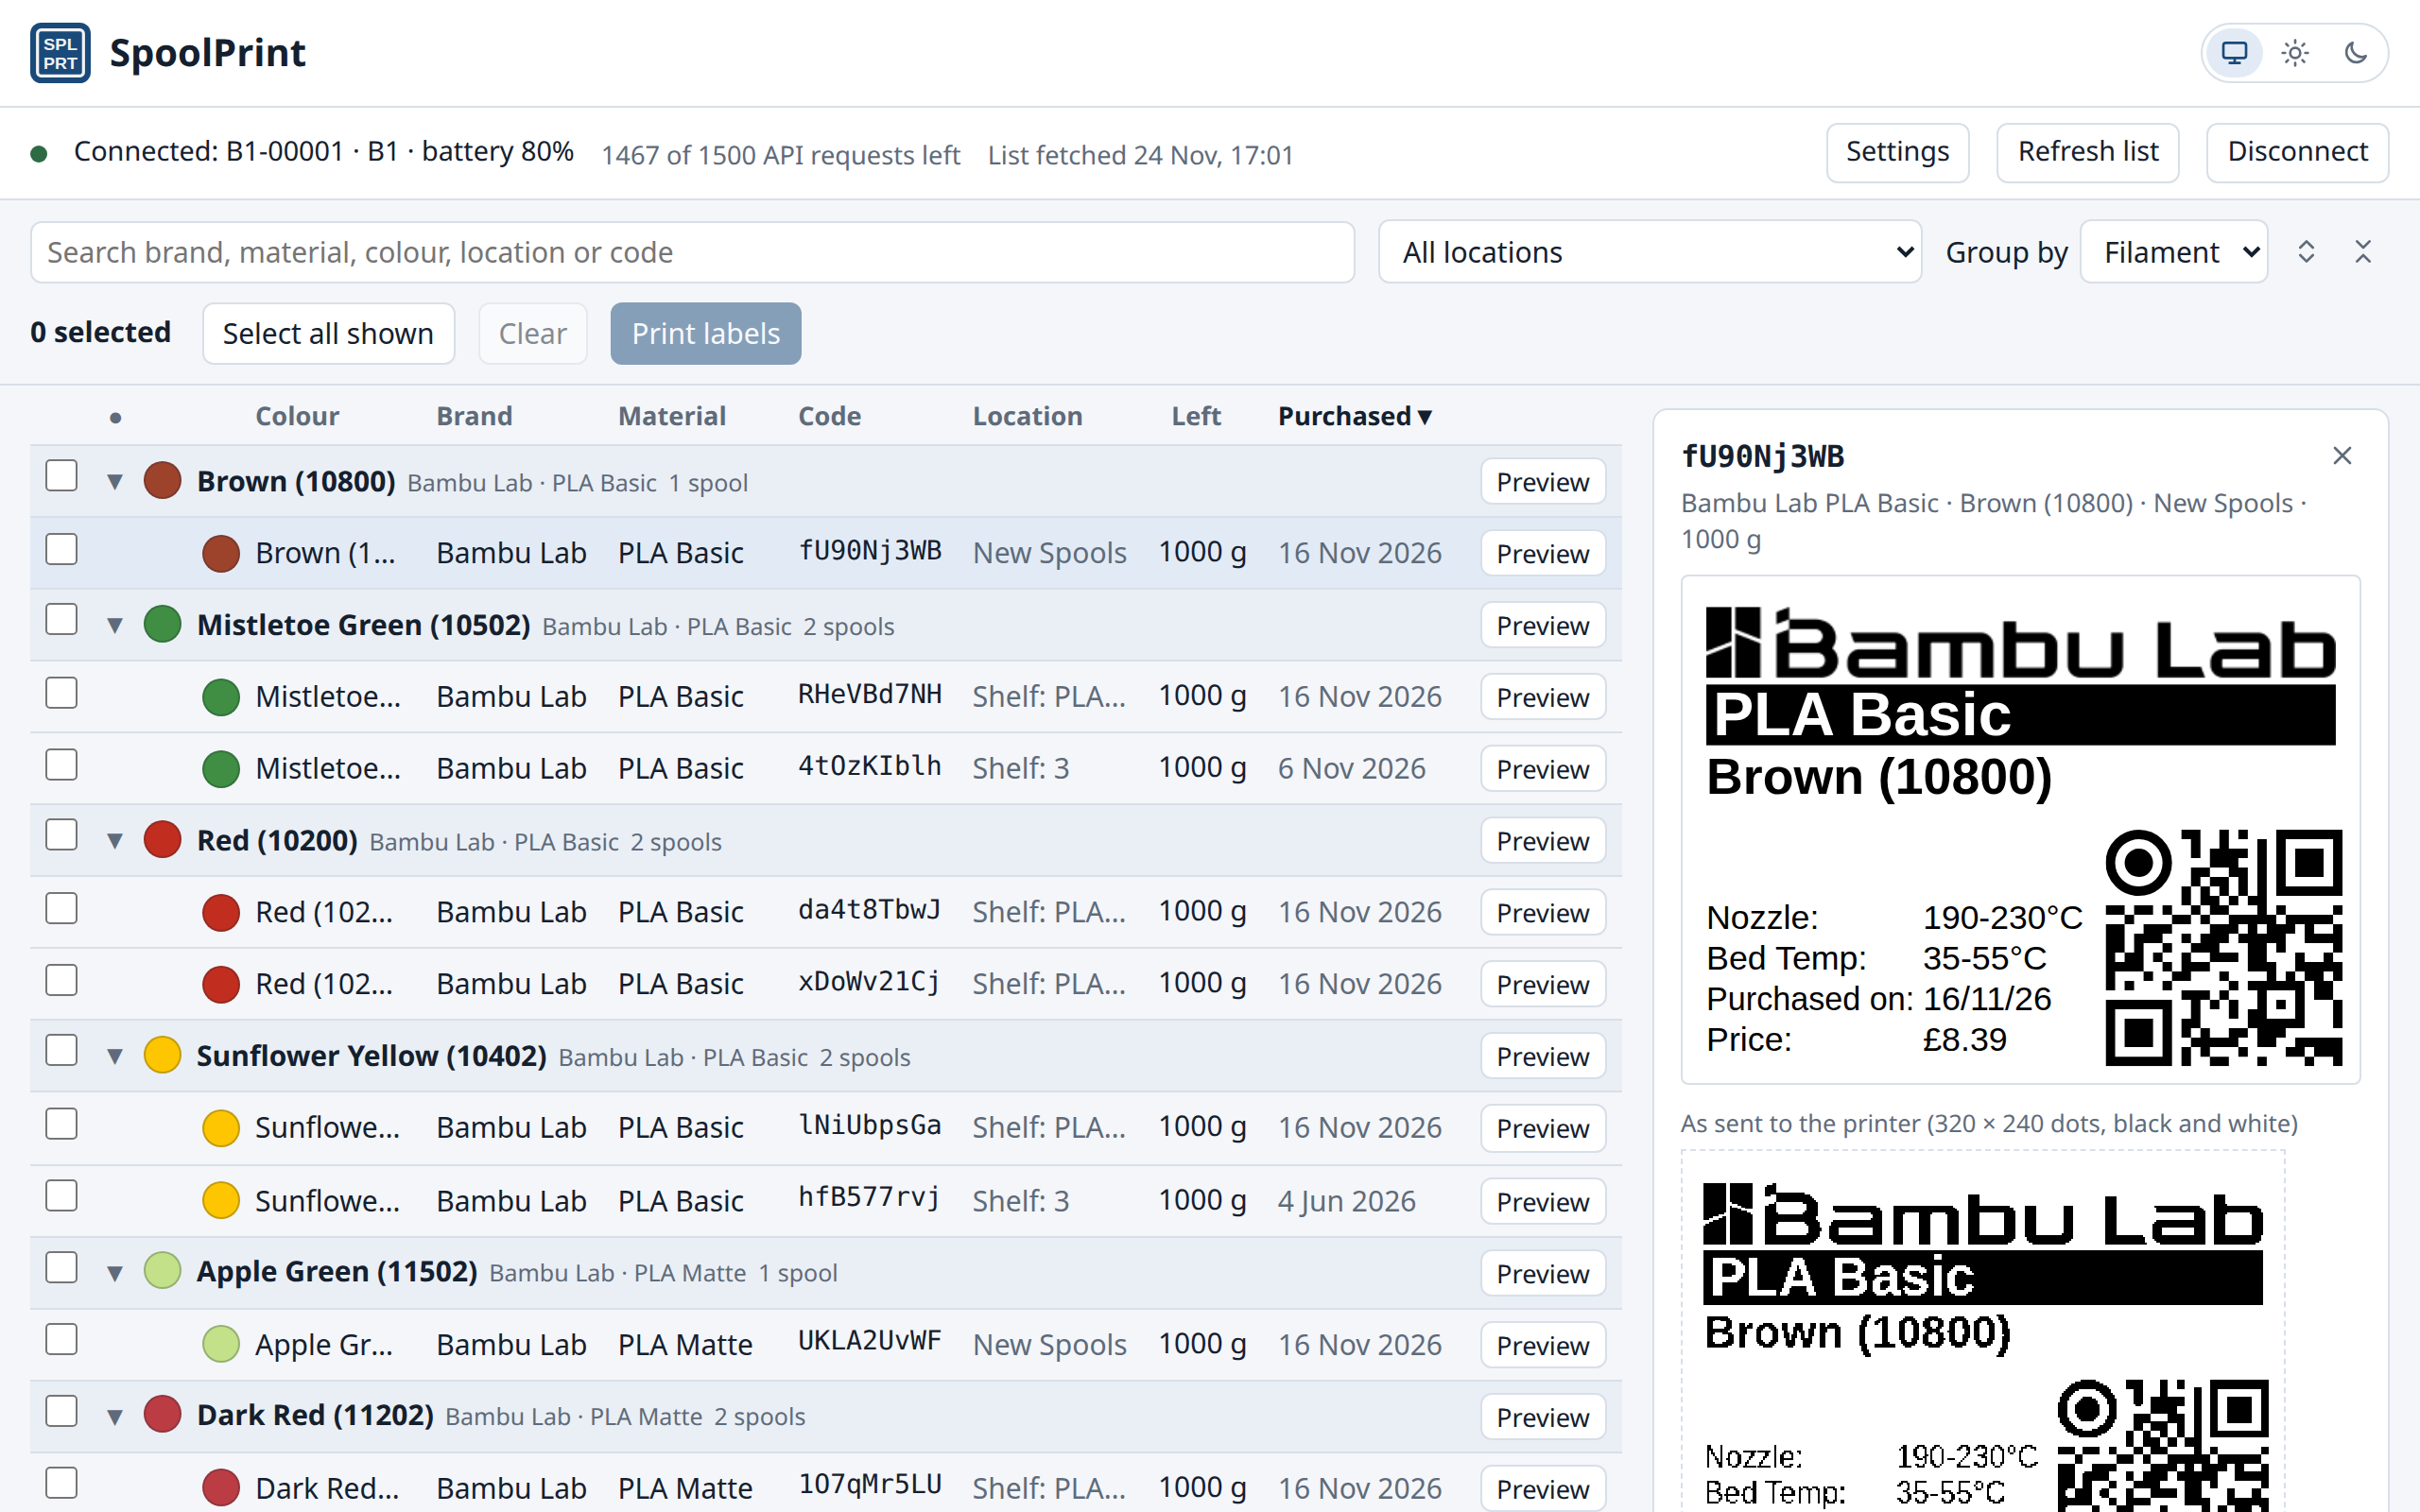 SPL
PRT
SpoolPrint
Connected: B1-00001 · B1 · battery 80% 1467 of 1500 API requests left List fetched 24 Nov, 17:01 Settings Refresh list Disconnect
Search brand, material, colour, location or code All locations Group by Filament
0 selected Select all shown Clear Print labels
Colour Brand Material Code Location Left Purchased ▼
Brown (10800) Bambu Lab · PLA Basic 1 spool Preview
Brown (1... Bambu Lab PLA Basic fU90Nj3WB New Spools 1000 g 16 Nov 2026 Preview
Mistletoe Green (10502) Bambu Lab · PLA Basic 2 spools Preview
Mistletoe... Bambu Lab PLA Basic RHeVBd7NH Shelf: PLA... 1000 g 16 Nov 2026 Preview
Mistletoe... Bambu Lab PLA Basic 4tOzKIblh Shelf: 3 1000 g 6 Nov 2026 Preview
Red (10200) Bambu Lab · PLA Basic 2 spools Preview
Red (102... Bambu Lab PLA Basic da4t8TbwJ Shelf: PLA... 1000 g 16 Nov 2026 Preview
Red (102... Bambu Lab PLA Basic xDoWv21Cj Shelf: PLA... 1000 g 16 Nov 2026 Preview
Sunflower Yellow (10402) Bambu Lab · PLA Basic 2 spools Preview
Sunflowe... Bambu Lab PLA Basic lNiUbpsGa Shelf: PLA... 1000 g 16 Nov 2026 Preview
Sunflowe... Bambu Lab PLA Basic hfB577rvj Shelf: 3 1000 g 4 Jun 2026 Preview
Apple Green (11502) Bambu Lab · PLA Matte 1 spool Preview
Apple Gr... Bambu Lab PLA Matte UKLA2UvWF New Spools 1000 g 16 Nov 2026 Preview
Dark Red (11202) Bambu Lab · PLA Matte 2 spools Preview
Dark Red... Bambu Lab PLA Matte 1O7qMr5LU Shelf: PLA... 1000 g 16 Nov 2026 Preview
fU90Nj3WB
Bambu Lab PLA Basic · Brown (10800) · New Spools ·
1000 g
Bambu Lab
PLA Basic
Brown (10800)
Nozzle: 190-230°C
Bed Temp: 35-55°C
Purchased on: 16/11/26
Price: £8.39
As sent to the printer (320 × 240 dots, black and white)
Bambu Lab
PLA Basic
Brown (10800)
Nozzle: 190-230°C
Bed Temp: 35-55°C